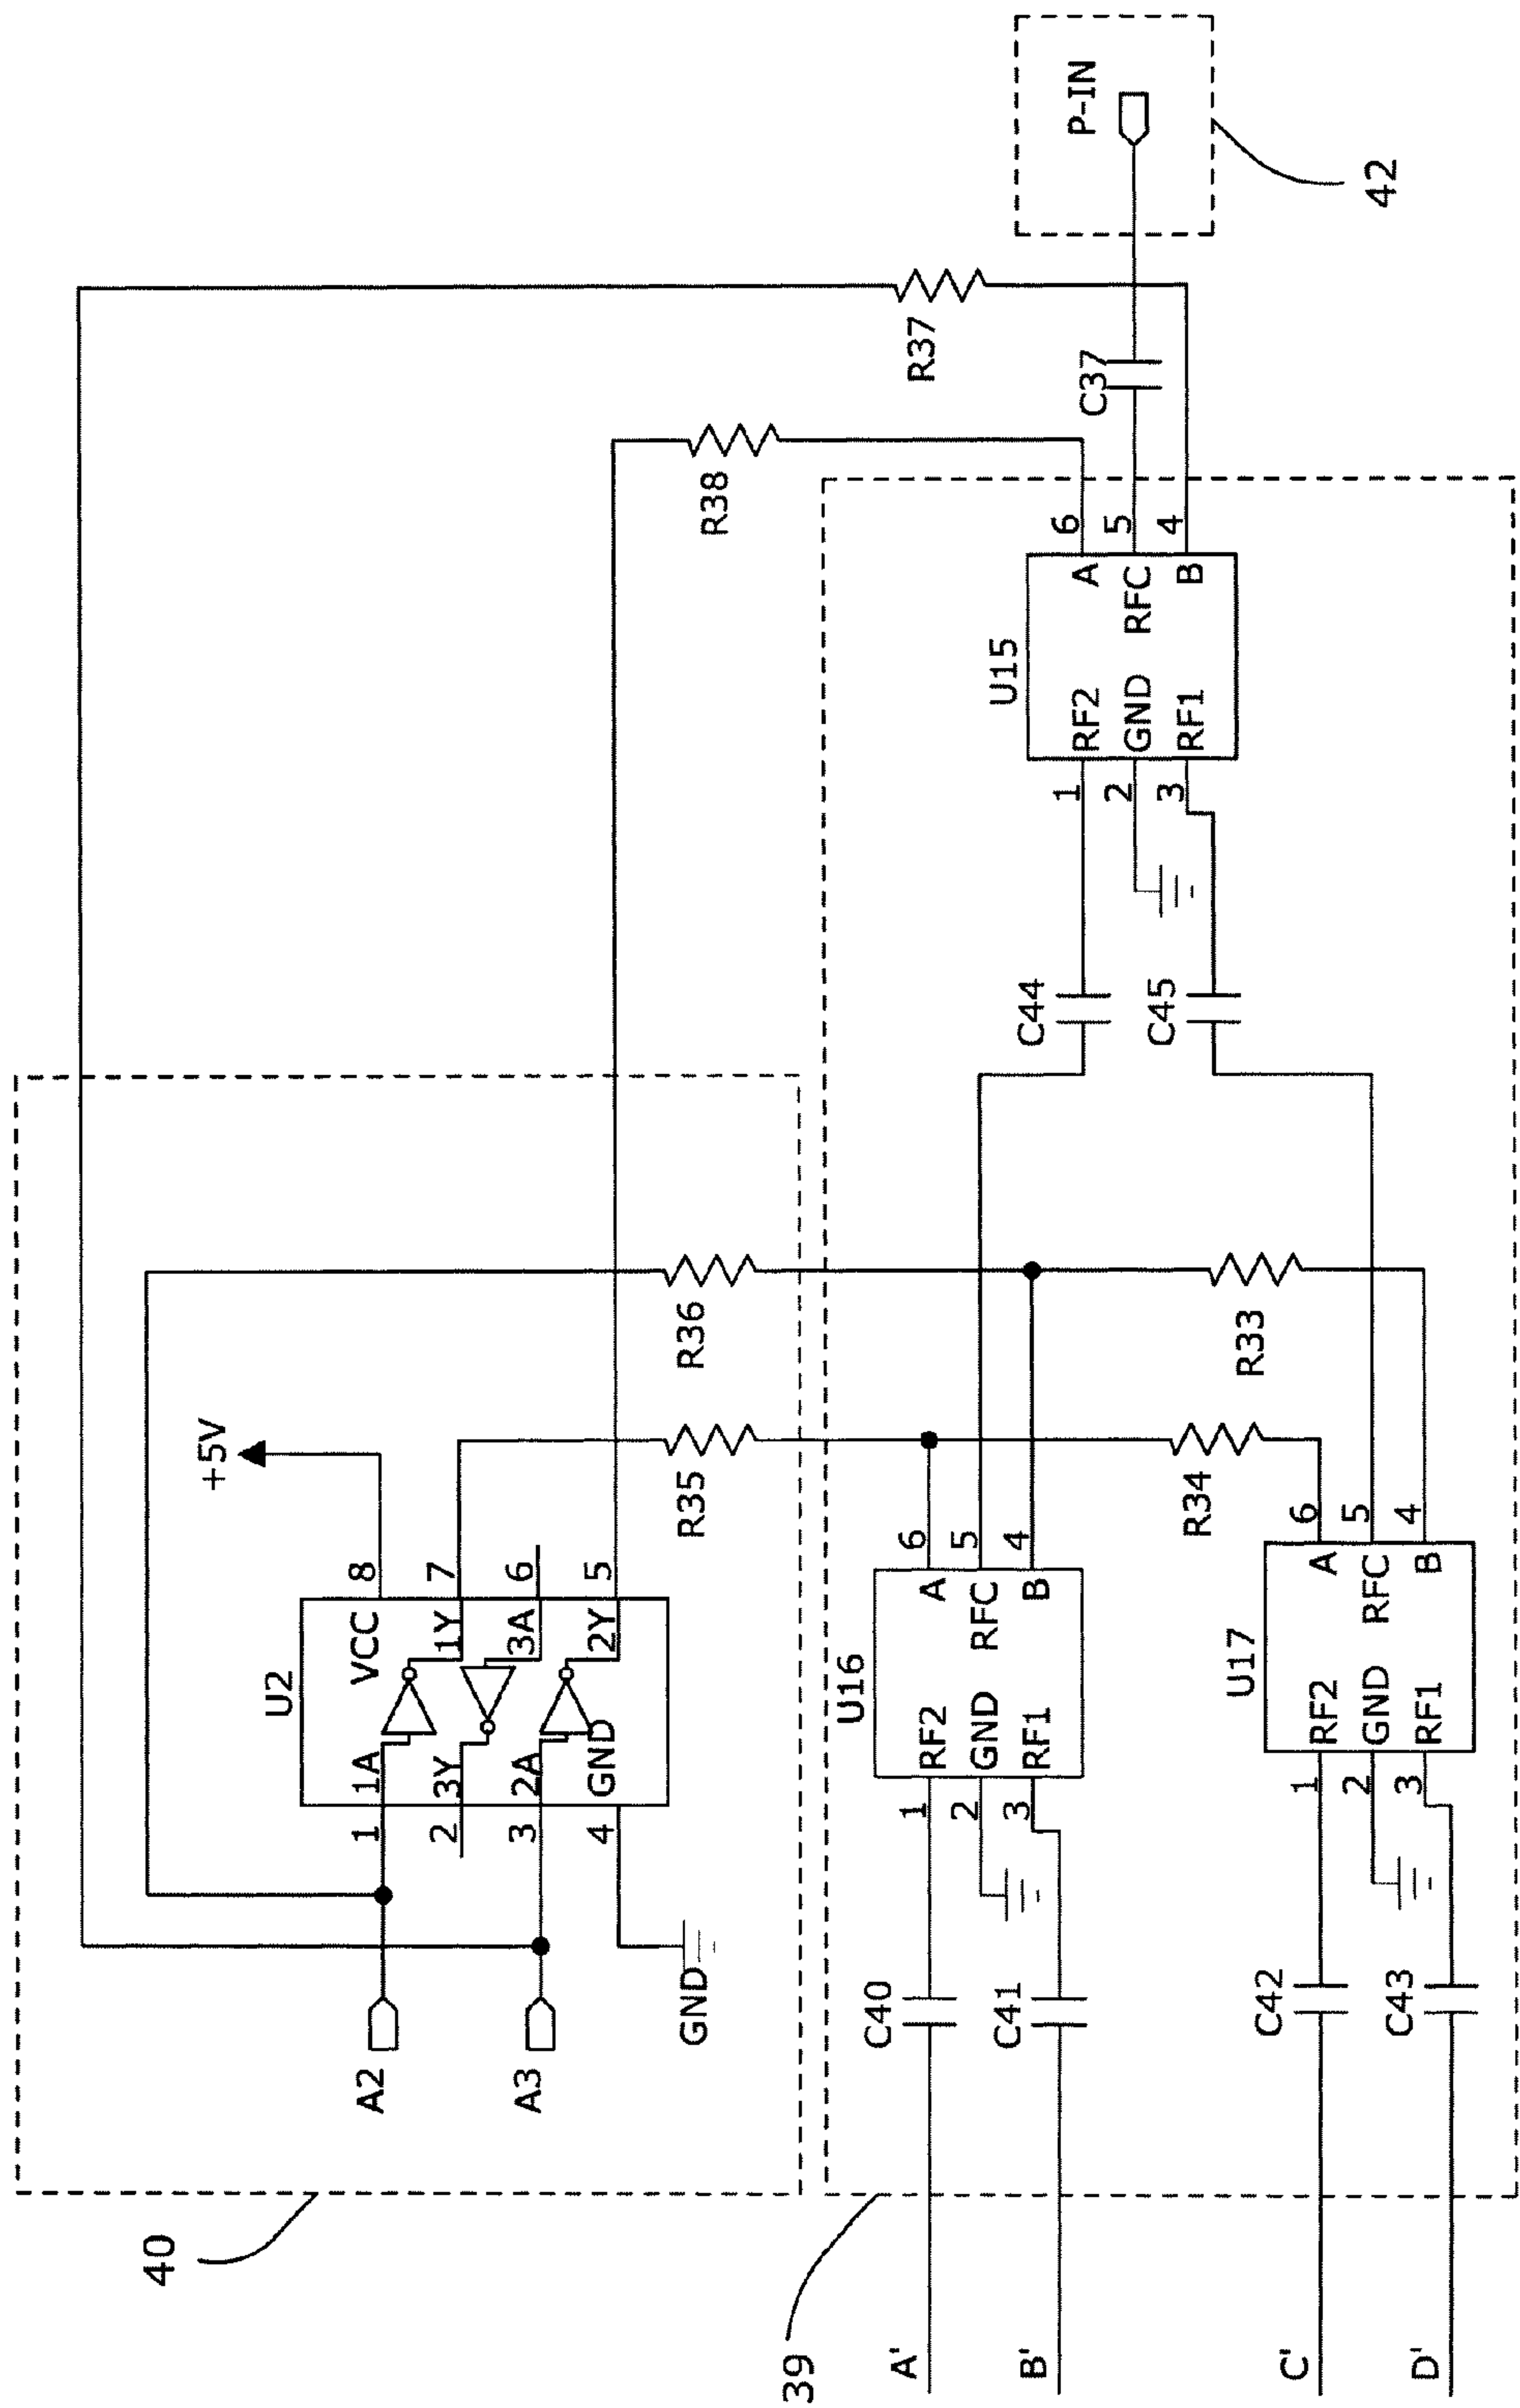 40
A2
A3
GND
U2
1 1A
2 3Y
3 2A
4 GND
VCC 8
1Y 7
3A 6
2Y 5
+5V
R35
R36
R38
R37
39
A'
B'
C'
D'
C40
C41
C42
C43
U16
1 RF2
2 GND
3 RF1
A 6
RFC 5
B 4
U17
1 RF2
2 GND
3 RF1
A 6
RFC 5
B 4
R34
R33
C44
C45
U15
1 RF2
2 GND
3 RF1
A 6
RFC 5
B 4
C37
P-IN
42